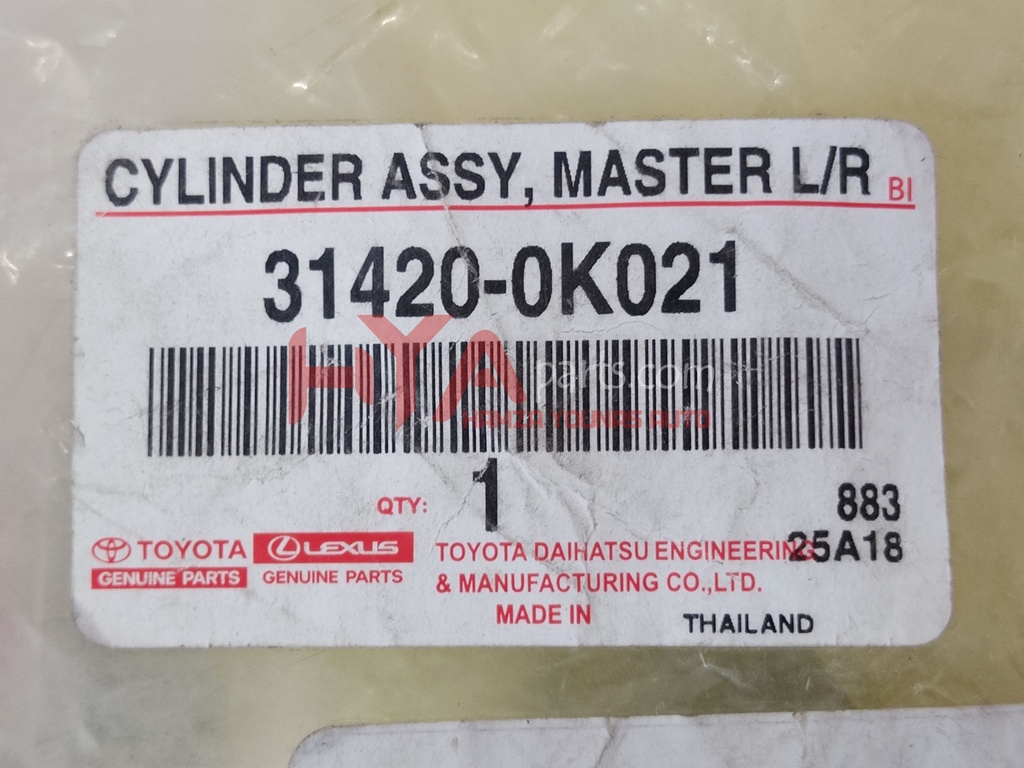 CYLINDER ASSY, MASTER L/R BI
31420-0K021
HYA parts.com
HAMZA YOUNAS AUTO
QTY: 1
883
25A18
TOYOTA
GENUINE PARTS
LEXUS
GENUINE PARTS
TOYOTA DAIHATSU ENGINEERING
& MANUFACTURING CO.,LTD.
MADE IN THAILAND